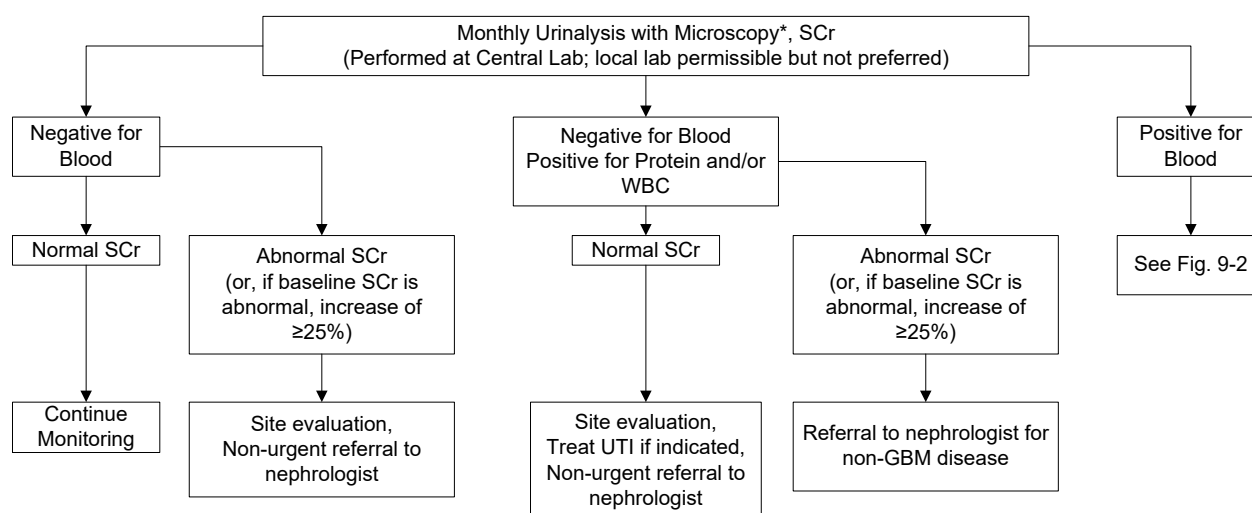 Monthly Urinalysis with Microscopy*, SCr
(Performed at Central Lab; local lab permissible but not preferred)
Negative for
Blood
Negative for Blood
Positive for Protein and/or
WBC
Positive for
Blood
Normal SCr
Abnormal SCr
(or, if baseline SCr is
abnormal, increase of
≥25%)
Normal SCr
Abnormal SCr
(or, if baseline SCr is
abnormal, increase of
≥25%)
See Fig. 9-2
Continue
Monitoring
Site evaluation,
Non-urgent referral to
nephrologist
Site evaluation,
Treat UTI if indicated,
Non-urgent referral to
nephrologist
Referral to nephrologist for
non-GBM disease